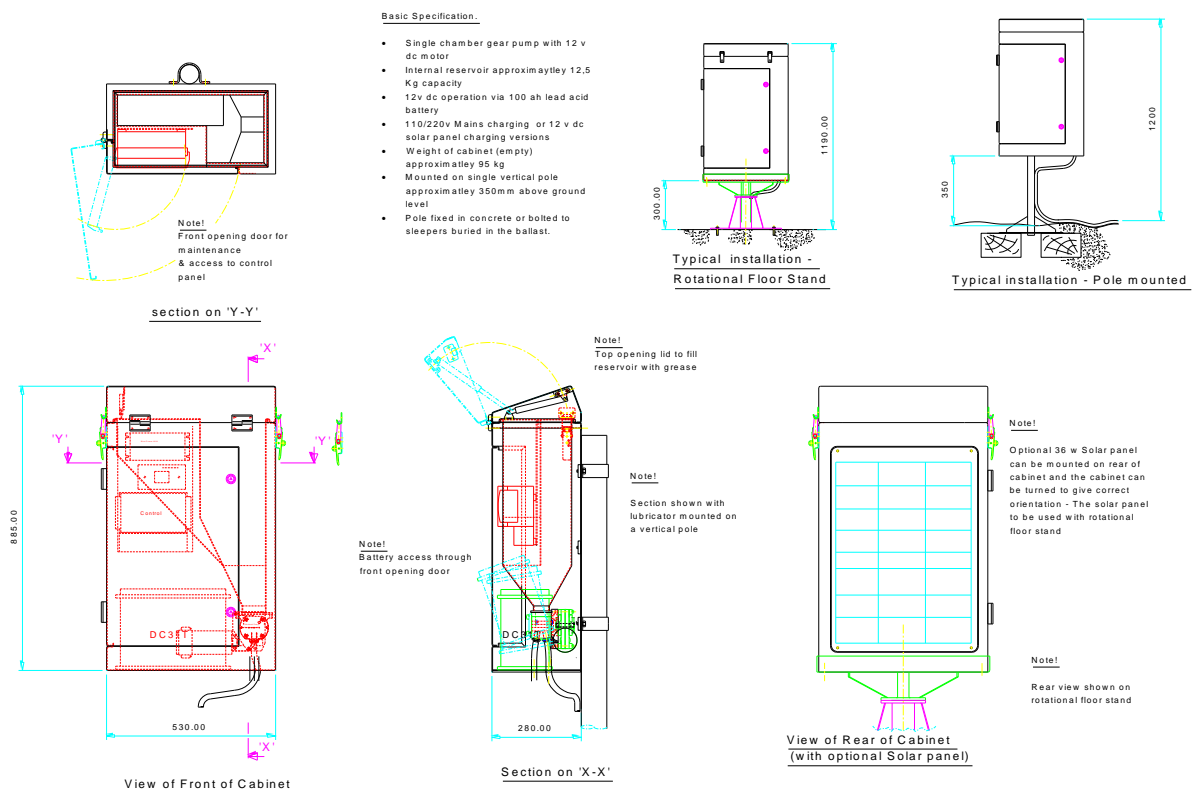 Basic Specification.
• Single chamber gear pump with 12 v
dc motor
• Internal reservoir approximaytley 12,5
Kg capacity
• 12v dc operation via 100 ah lead acid
battery
• 110/220v Mains charging or 12 v dc
solar panel charging versions
• Weight of cabinet (empty)
approximatley 95 kg
• Mounted on single vertical pole
approximatley 350mm above ground
level
• Pole fixed in concrete or bolted to
sleepers buried in the ballast.
Note!
Front opening door for
maintenance
& access to control
panel
section on 'Y-Y'
300.00
1190.00
Typical installation -
Rotational Floor Stand
350
1200
Typical installation - Pole mounted
'X'
'Y'
'Y'
Control
DC3
T
885.00
530.00
'X'
View of Front of Cabinet
Note!
Top opening lid to fill
reservoir with grease
Note!
Section shown with
lubricator mounted on
a vertical pole
Note!
Battery access through
front opening door
DC3
280.00
Section on 'X-X'
Note!
Optional 36 w Solar panel
can be mounted on rear of
cabinet and the cabinet can
be turned to give correct
orientation - The solar panel
to be used with rotational
floor stand
Note!
Rear view shown on
rotational floor stand
View of Rear of Cabinet
(with optional Solar panel)